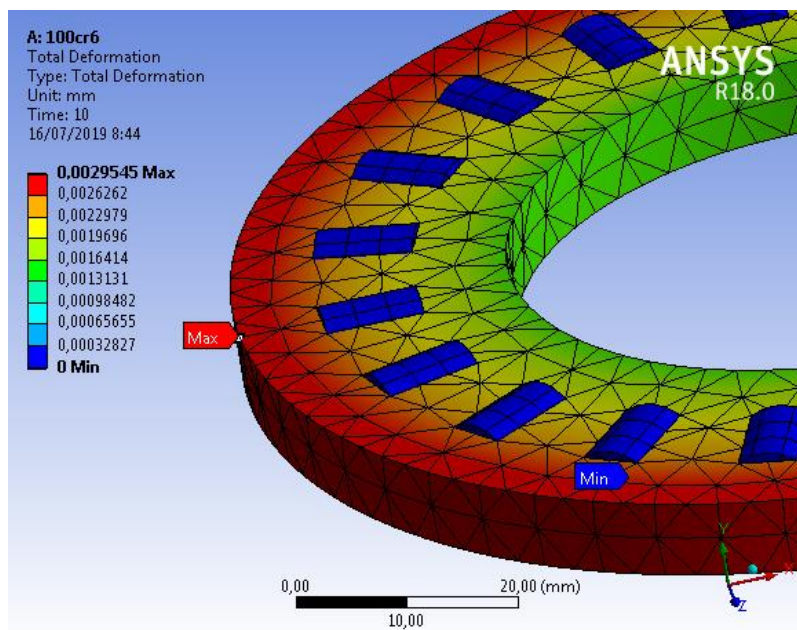 A: 100cr6
Total Deformation
Type: Total Deformation
Unit: mm
Time: 10
16/07/2019 8:44
0,0029545 Max
0,0026262
0,0022979
0,0019696
0,0016414
0,0013131
0,00098482
0,00065655
0,00032827
0 Min
ANSYS
R18.0
Max
Min
Y
X
Z
0,00
20,00 (mm)
10,00